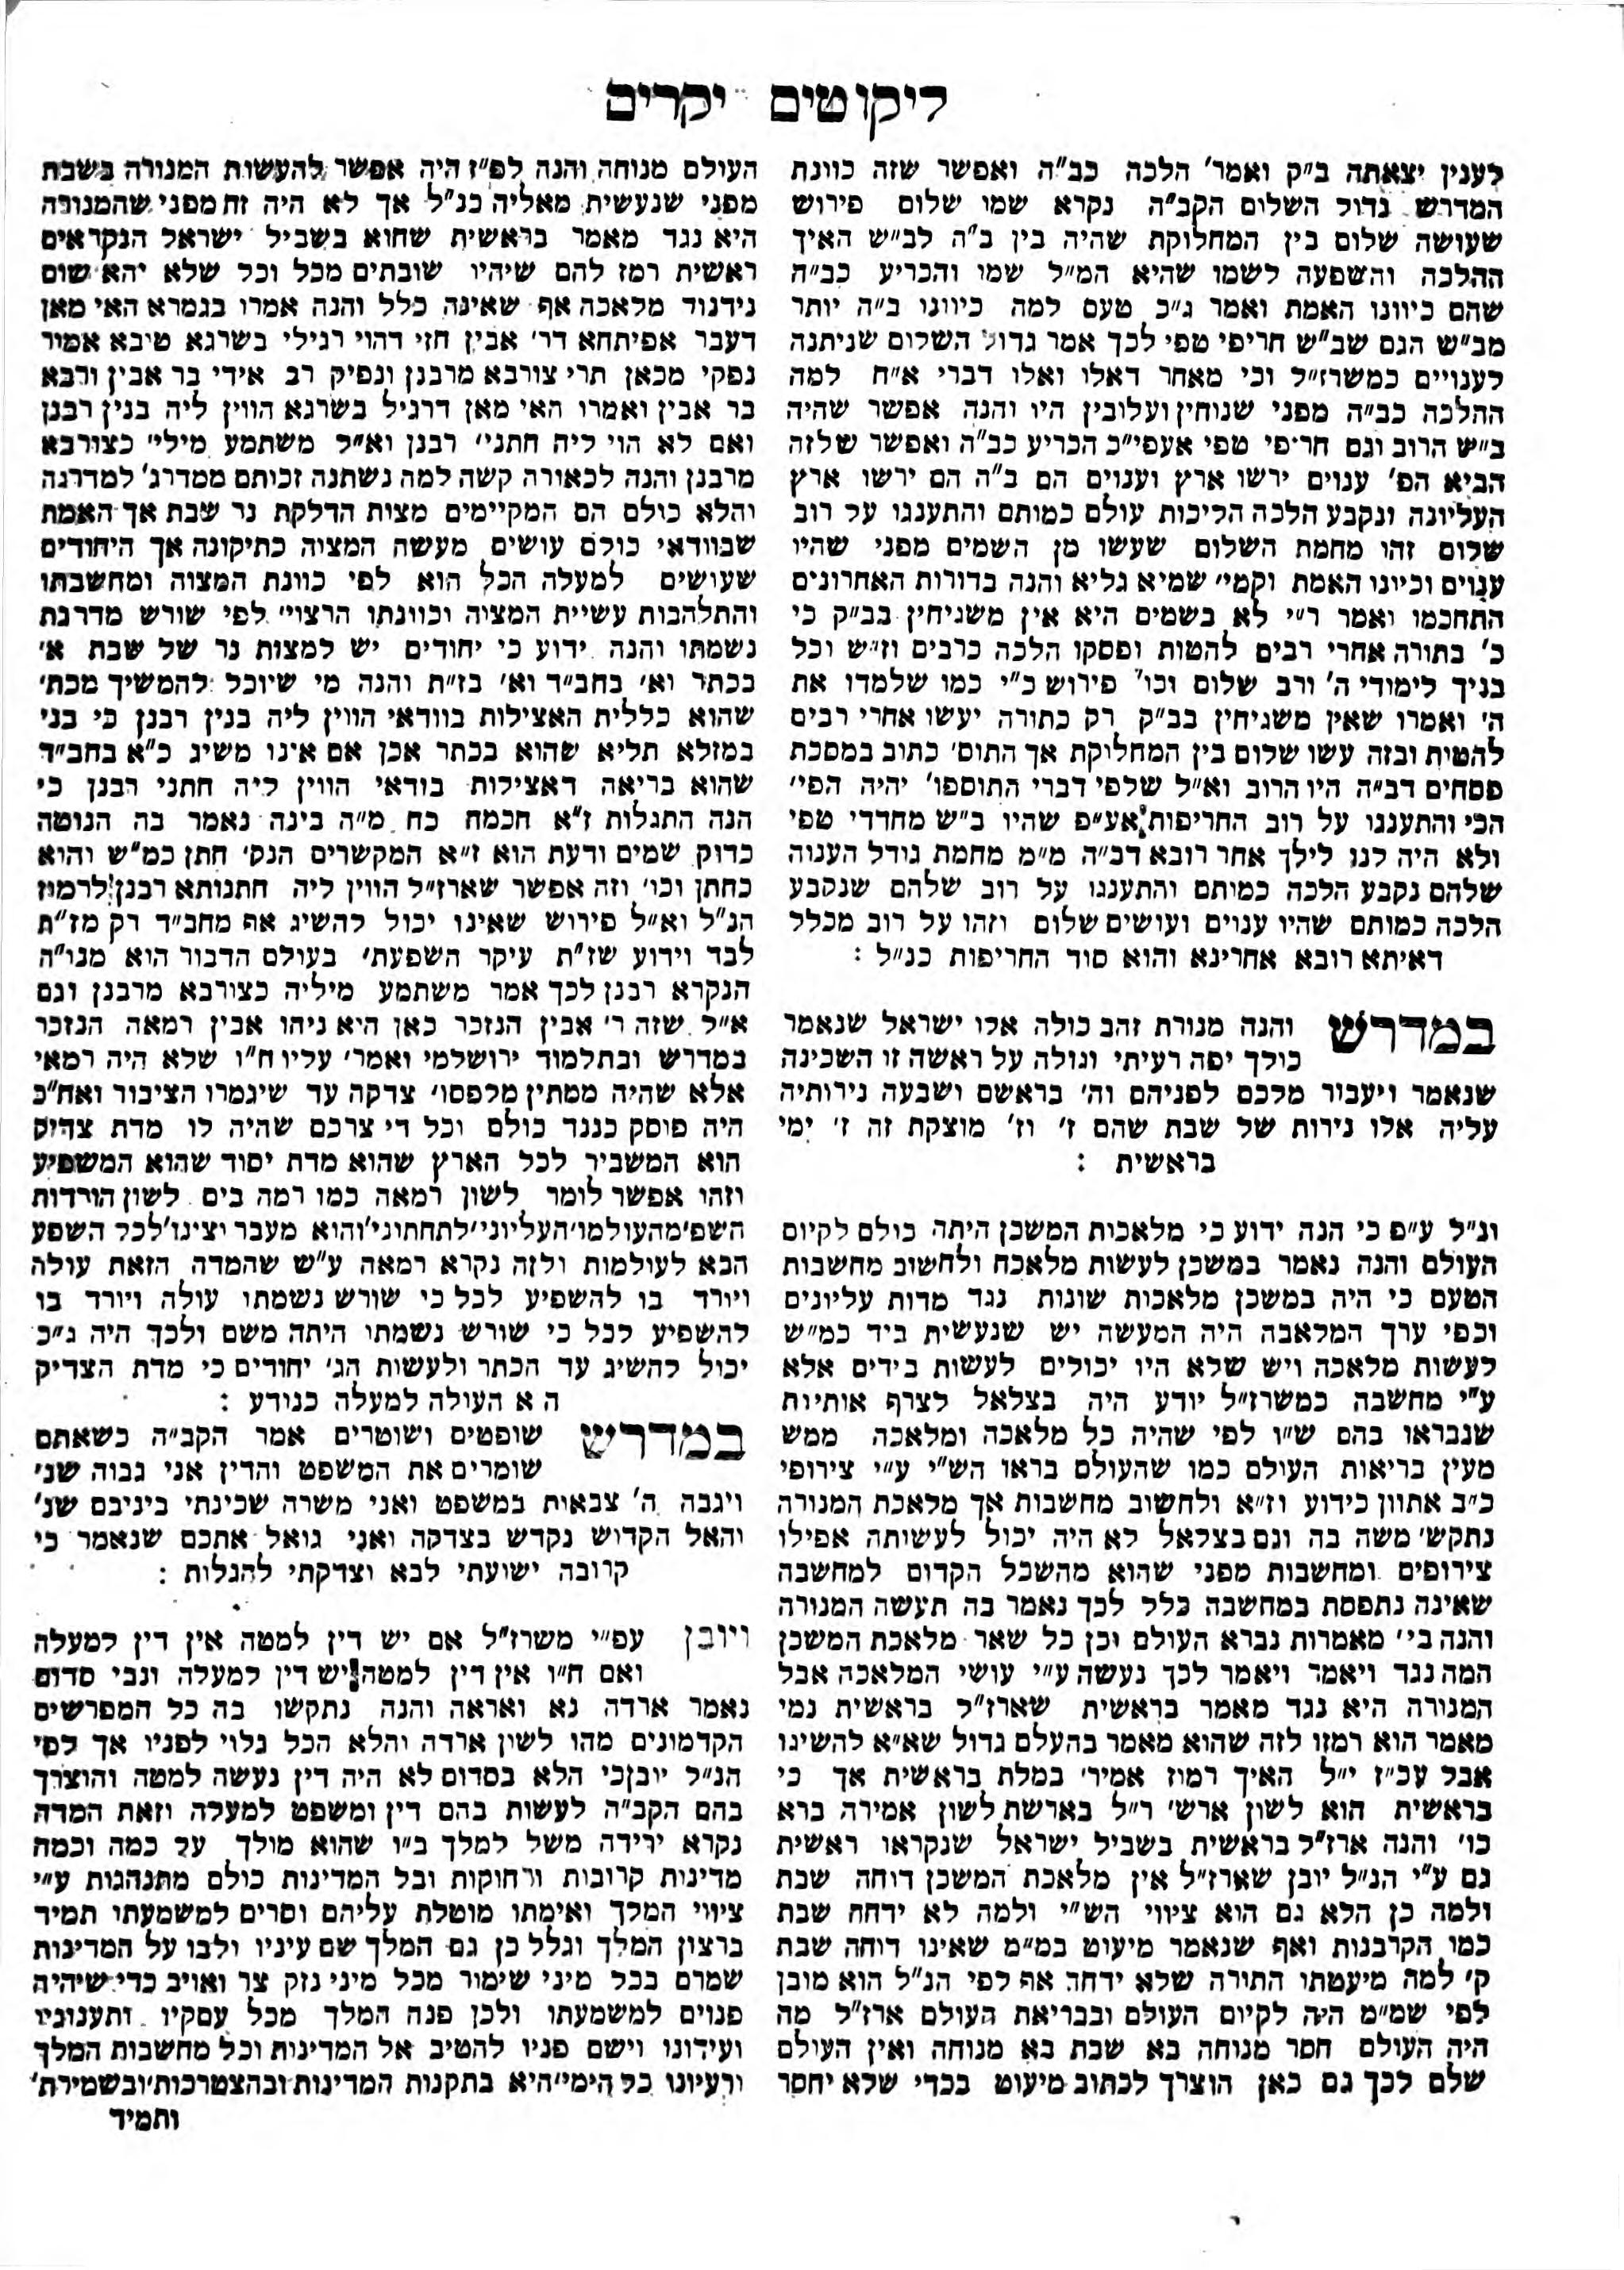 ליקוטים יקרים
לענין יצאתה ב"ק ואמר' הלכה כב"ה ואפשר שזה כוונת
המדרש גדול השלום הקב"ה נקרא שמו שלום פירוש
שעושה שלום בין המחלוקת שהיה בין ב"ה לב"ש האיך
ההלכה והשפעה לשמו שהיא המ"ל שמו והכריע כב"ה
שהם כיוונו האמת ואמר ג"כ טעם למה כיוונו ב"ה יותר
מב"ש הגם שב"ש חריפי טפי לכך אמר גדול השלום שניתנה
לענויים כמשרז"ל וכי מאחר דאלו ואלו דברי א"ח למה
ההלכה כב"ה מפני שנוחין ועלובין היו והנה אפשר שהיה
ב"ש הרוב וגם חריפי טפי אעפי"כ הכריע כב"ה ואפשר שלזה
הביא הפ' ענוים ירשו ארץ וענוים הם ב"ה הם ירשו ארץ
העליונה ונקבע הלכה הליכות עולם כמותם והתענגו על רוב
שלום זהו מחמת השלום שעשו מן השמים מפני שהיו
ענוים וכיונו האמת וקמי' שמיא גליא והנה בדורות האחרונים
התחכמו ואמר ר"י לא בשמים היא אין משגיחין בב"ק כי
כ' בתורה אחרי רבים להטות ופסקו הלכה כרבים וז"ש וכל
בניך לימודי ה' ורב שלום וכו' פירוש כ"י כמו שלמדו את
ה' ואמרו שאין משגיחין בב"ק רק כתורה יעשו אחרי רבים
להטות ובזה עשו שלום בין המחלוקת אך התוס' כתוב במסכת
פסחים דב"ה היו הרוב וא"ל שלפי דברי התוספו' יהיה הפי'
הכי והתענגו על רוב החריפות אע"פ שהיו ב"ש מחדדי טפי
ולא היה לנו לילך אחר רובא דב"ה מ"מ מחמת גודל הענוה
שלהם נקבע הלכה כמותם והתענגו על רוב שלהם שנקבע
הלכה כמותם שהיו ענוים ועושים שלום וזהו על רוב מכלל
דאיתא רובא אחרינא והוא סוד החריפות כנ"ל :
במדרש והנה מנורת זהב כולה אלו ישראל שנאמר
כולך יפה רעיתי וגולה על ראשה זו השכינה
שנאמר ויעבור מלכם לפניהם וה' בראשם ושבעה נירותיה
עליה אלו נירות של שבת שהם ז' וז' מוצקת זה ז' ימי
בראשית :
ונ"ל ע"פ כי הנה ידוע כי מלאכות המשכן היתה כולם לקיום
העולם והנה נאמר במשכן לעשות מלאכה ולחשוב מחשבות
הטעם כי היה במשכן מלאכות שונות נגד מדות עליונים
וכפי ערך המלאכה היה המעשה יש שנעשית ביד כמ"ש
לעשות מלאכה ויש שלא היו יכולים לעשות בידים אלא
ע"י מחשבה כמשרז"ל יודע היה בצלאל לצרף אותיות
שנבראו בהם ש"ו לפי שהיה כל מלאכה ומלאכה ממש
מעין בריאות העולם כמו שהעולם בראו הש"י ע"י צירופי
כ"ב אתוון כידוע וז"א ולחשוב מחשבות אך מלאכת המנורה
נתקש' משה בה וגם בצלאל לא היה יכול לעשותה אפילו
צירופים ומחשבות מפני שהוא מהשכל הקדום למחשבה
שאינה נתפסת במחשבה כלל לכך נאמר בה תעשה המנורה
והנה בי' מאמרות נברא העולם וכן כל שאר מלאכת המשכן
המה נגד ויאמר ויאמר לכך נעשה ע"י עושי המלאכה אבל
המנורה היא נגד מאמר בראשית שארז"ל בראשית נמי
מאמר הוא רמזו לזה שהוא מאמר בהעלם גדול שא"א להשיגו
אבל עכ"ז י"ל האיך רמוז אמיר' במלת בראשית אך כי
בראשית הוא לשון ארש' ר"ל בארשת לשון אמירה ברא
כו' והנה ארז"ל בראשית בשביל ישראל שנקראו ראשית
גם ע"י הנ"ל יובן שארז"ל אין מלאכת המשכן דוחה שבת
ולמה כן הלא גם הוא ציווי הש"י ולמה לא ידחה שבת
כמו הקרבנות ואף שנאמר מיעוט במ"מ שאינו דוחה שבת
ק' למה מיעטתו התורה שלא ידחה אף לפי הנ"ל הוא מובן
לפי שמ"מ היה לקיום העולם ובבריאת העולם ארז"ל מה
היה העולם חסר מנוחה בא שבת בא מנוחה ואין העולם
שלם לכך גם כאן הוצרך לכתוב מיעוט בכדי שלא יחסר
העולם מנוחה והנה לפ"ז היה אפשר להעשות המנורה בשבת
מפני שנעשית מאליה כנ"ל אך לא היה זה מפני שהמנורה
היא נגד מאמר בראשית שהוא בשביל ישראל הנקראים
ראשית רמז להם שיהיו שובתים מכל וכל שלא יהא שום
נידנוד מלאכה אף שאינה כלל והנה אמרו בגמרא האי מאן
דעבר אפיתחא דר' אבין חזי דהוי רגילי בשרגא טיבא אמור
נפקי מכאן תרי צורבא מרבנן ונפיק רב אידי בר אבין ורבא
בר אבין ואמרו האי מאן דרגיל בשרגא הווין ליה בנין רבנן
ואם לא הוי ליה חתני' רבנן וא"ל משתמע מילי' כצורבא
מרבנן והנה לכאורה קשה למה נשתנה זכותם ממדרג' למדרגה
והלא כולם הם המקיימים מצות הדלקת נר שבת אך האמת
שבוודאי כולם עושים מעשה המצוה כתיקונה אך היחודים
שעושים למעלה הכל הוא לפי כוונת המצוה ומחשבתו
והתלהבות עשיית המצוה וכוונתו הרצוי' לפי שורש מדרגת
נשמתו והנה ידוע כי יחודים יש למצות נר של שבת א'
בכתר וא' בחב"ד וא' בז"ת והנה מי שיוכל להמשיך מכת'
שהוא כללית האצילות בוודאי הווין ליה בנין רבנן כי בני
במזלא תליא שהוא בכתר אכן אם אינו משיג כ"א בחב"ד
שהוא בריאה דאצילות בודאי הווין ליה חתני רבנן כי
הנה התגלות ז"א חכמה כח מ"ה בינה נאמר בה הנוטה
כדוק שמים ודעת הוא ז"א המקשרים הנק' חתן כמ"ש והוא
כחתן וכו' וזה אפשר שארז"ל הווין ליה חתנותא רבנן לרמוז
הנ"ל וא"ל פירוש שאינו יכול להשיג אף מחב"ד רק מז"ת
לבד וידוע שז"ת עיקר השפעת' בעולם הדבור הוא מנו"ה
הנקרא רבנן לכך אמר משתמע מיליה כצורבא מרבנן וגם
א"ל שזה ר' אבין הנזכר כאן היא ניהו אבין רמאה הנזכר
במדרש ובתלמוד ירושלמי ואמר' עליו ח"ו שלא היה רמאי
אלא שהיה ממתין מלפסו' צדקה עד שיגמרו הציבור ואח"כ
היה פוסק כנגד כולם וכל די צרכם שהיה לו מדת צדיק
הוא המשביר לכל הארץ שהוא מדת יסוד שהוא המשפיע
וזהו אפשר לומר לשון רמאה כמו רמה בים לשון הורדות
השפ' מהעולמו' העליוני' לתחתוני' והוא מעבר וצינו' לכל השפע
הבא לעולמות ולזה נקרא רמאה ע"ש שהמדה הזאת עולה
ויורד בו להשפיע לכל כי שורש נשמתו עולה ויורד בו
להשפיע לכל כי שורש נשמתו היתה משם ולכך היה ג"כ
יכול להשיג עד הכתר ולעשות הג' יחודים כי מדת הצדיק
ה א העולה למעלה כנודע :
במדרש שופטים ושוטרים אמר הקב"ה כשאתם
שומרים את המשפט והדין אני גבוה שנ'
ויגבה ה' צבאות במשפט ואני משרה שכינתי ביניכם שנ'
והאל הקדוש נקדש בצדקה ואני גואל אתכם שנאמר כי
קרובה ישועתי לבא וצדקתי להגלות :
ויובן עפ"י משרז"ל אם יש דין למטה אין דין למעלה
ואם ח"ו אין דין למטה יש דין למעלה וגבי סדום
נאמר ארדה נא ואראה והנה נתקשו בה כל המפרשים
הקדמונים מהו לשון ארדה והלא הכל גלוי לפניו אך לפי
הנ"ל יובן כי הלא בסדום לא היה דין נעשה למטה והוצרך
בהם הקב"ה לעשות בהם דין ומשפט למעלה וזאת המדה
נקרא ירידה משל למלך ב"ו שהוא מולך על כמה וכמה
מדינות קרובות ורחוקות ובל המדינות כולם מתנהגות ע"י
ציווי המלך ואימתו מוטלת עליהם וסרים למשמעתו תמיד
ברצון המלך וגלל כן גם המלך שם עיניו ולבו על המדינות
שמרם בכל מיני שימור מכל מיני נזק צר ואויב כדי שיהיה
פנוים למשמעתו ולכן פנה המלך מכל עסקיו ותענוגיו
ועידונו וישם פניו להטיב אל המדינות וכל מחשבות המלך
ורעיונו כל הימי' היא בתקנות המדינות ובהצטרכות' ובשמירת'
ותמיד